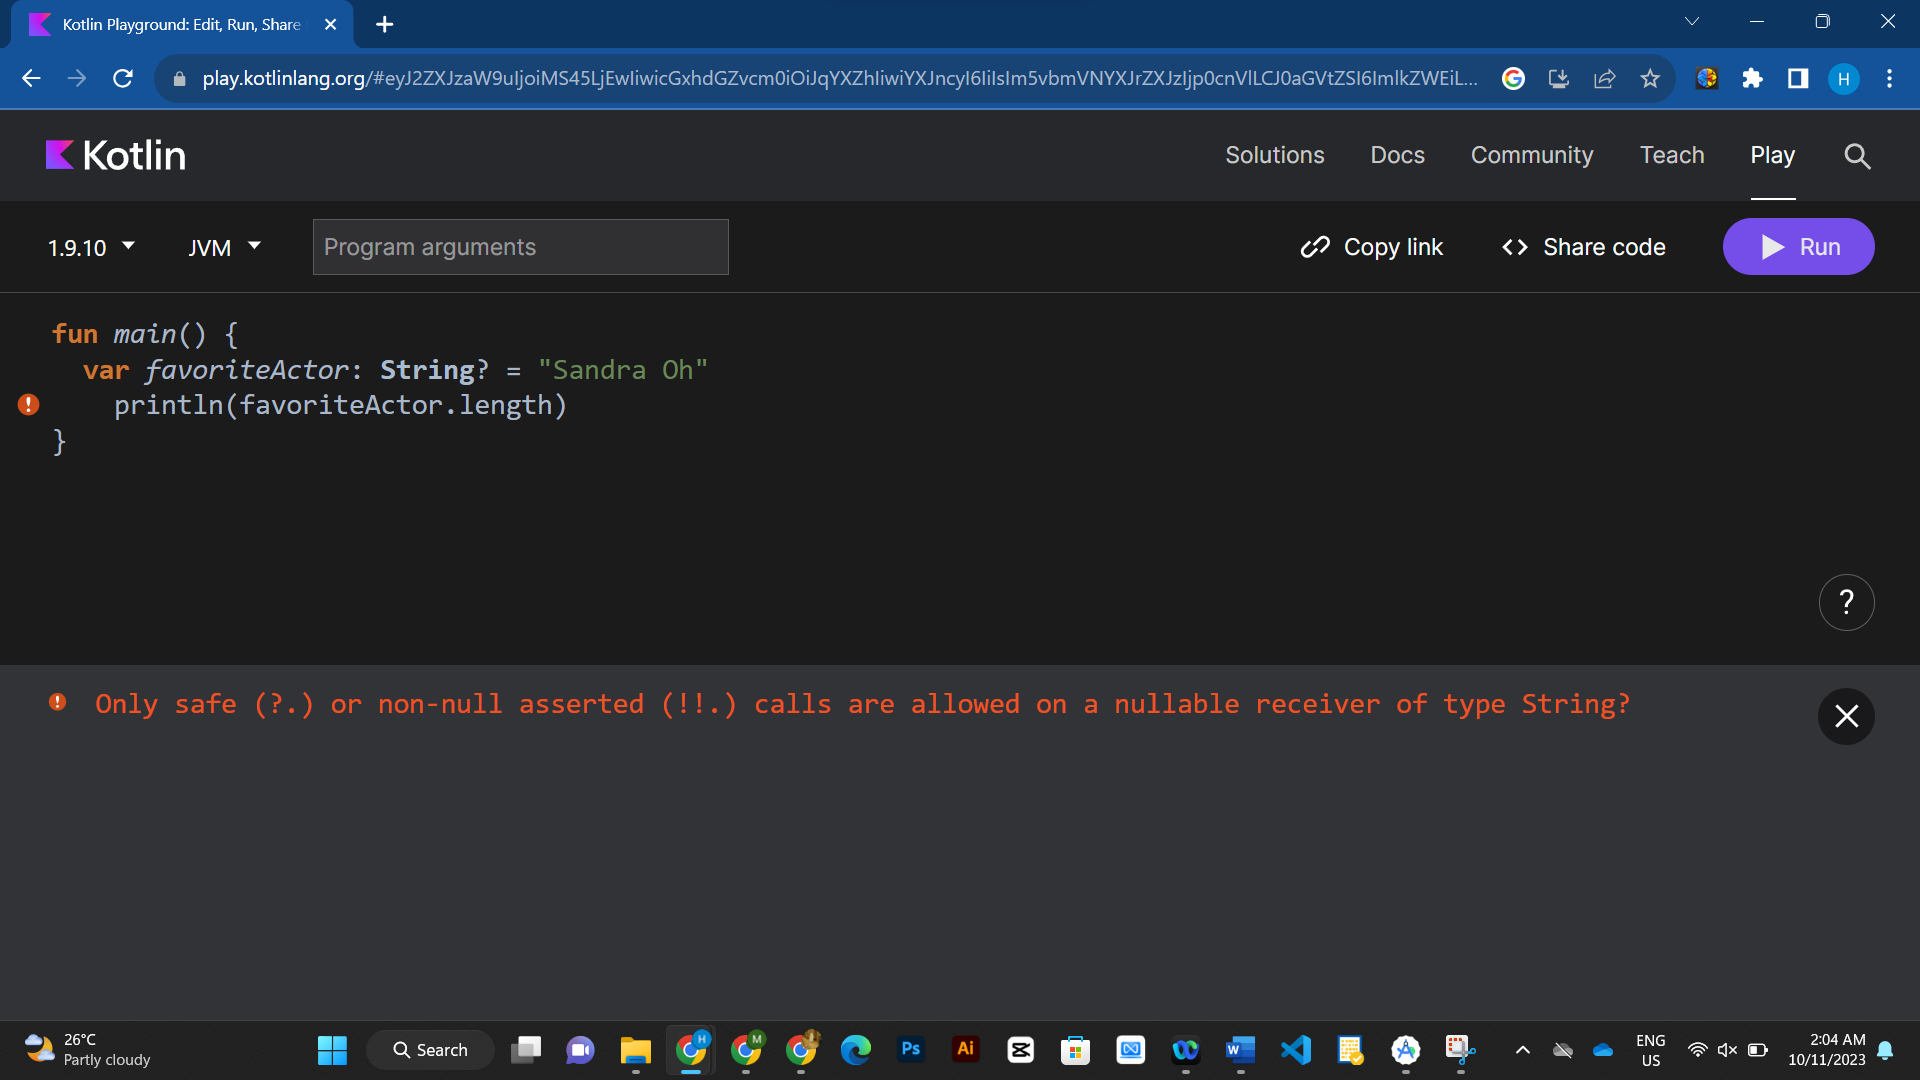 Kotlin Playground: Edit, Run, Share
play.kotlinlang.org/#eyJ2ZXJzaW9uIjoiMS45LjEwIiwicGxhdGZvcm0iOiJqYXZhIiwiYXJncyI6IiIsIm5vbmVNYXJrZXJzIjp0cnVlLCJ0aGVtZSI6ImlkZWEiL...
H
Kotlin
Solutions Docs Community Teach Play
1.9.10 JVM Program arguments Copy link Share code Run
fun main() {
var favoriteActor: String? = "Sandra Oh"
println(favoriteActor.length)
}
?
Only safe (?.) or non-null asserted (!!.) calls are allowed on a nullable receiver of type String?
26°C
Partly cloudy
Search
H
M
Ps
Ai
W
ENG
US
2:04 AM
10/11/2023